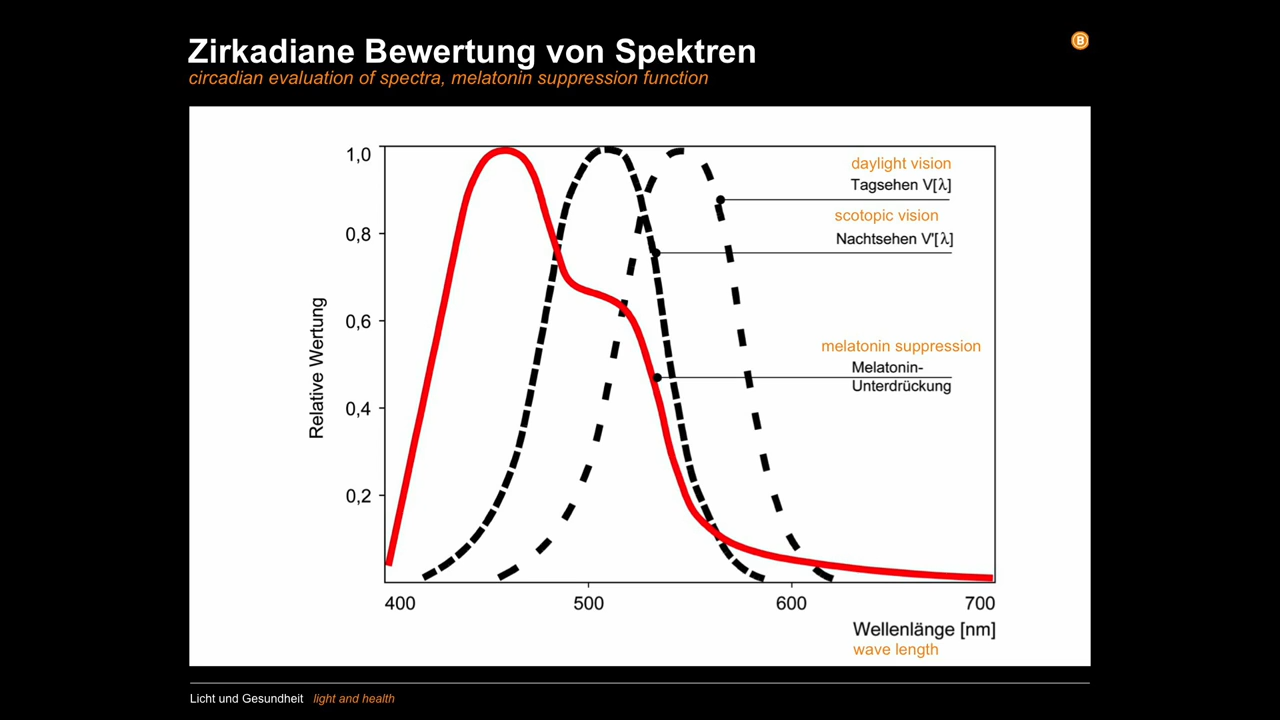 Zirkadiane Bewertung von Spektren
circadian evaluation of spectra, melatonin suppression function
B
1,0
0,8
0,6
0,4
0,2
Relative Wertung
daylight vision
Tagsehen V[λ]
scotopic vision
Nachtsehen V'[λ]
melatonin suppression
Melatonin-
Unterdrückung
400 500 600 700
Wellenlänge [nm]
wave length
Licht und Gesundheit light and health